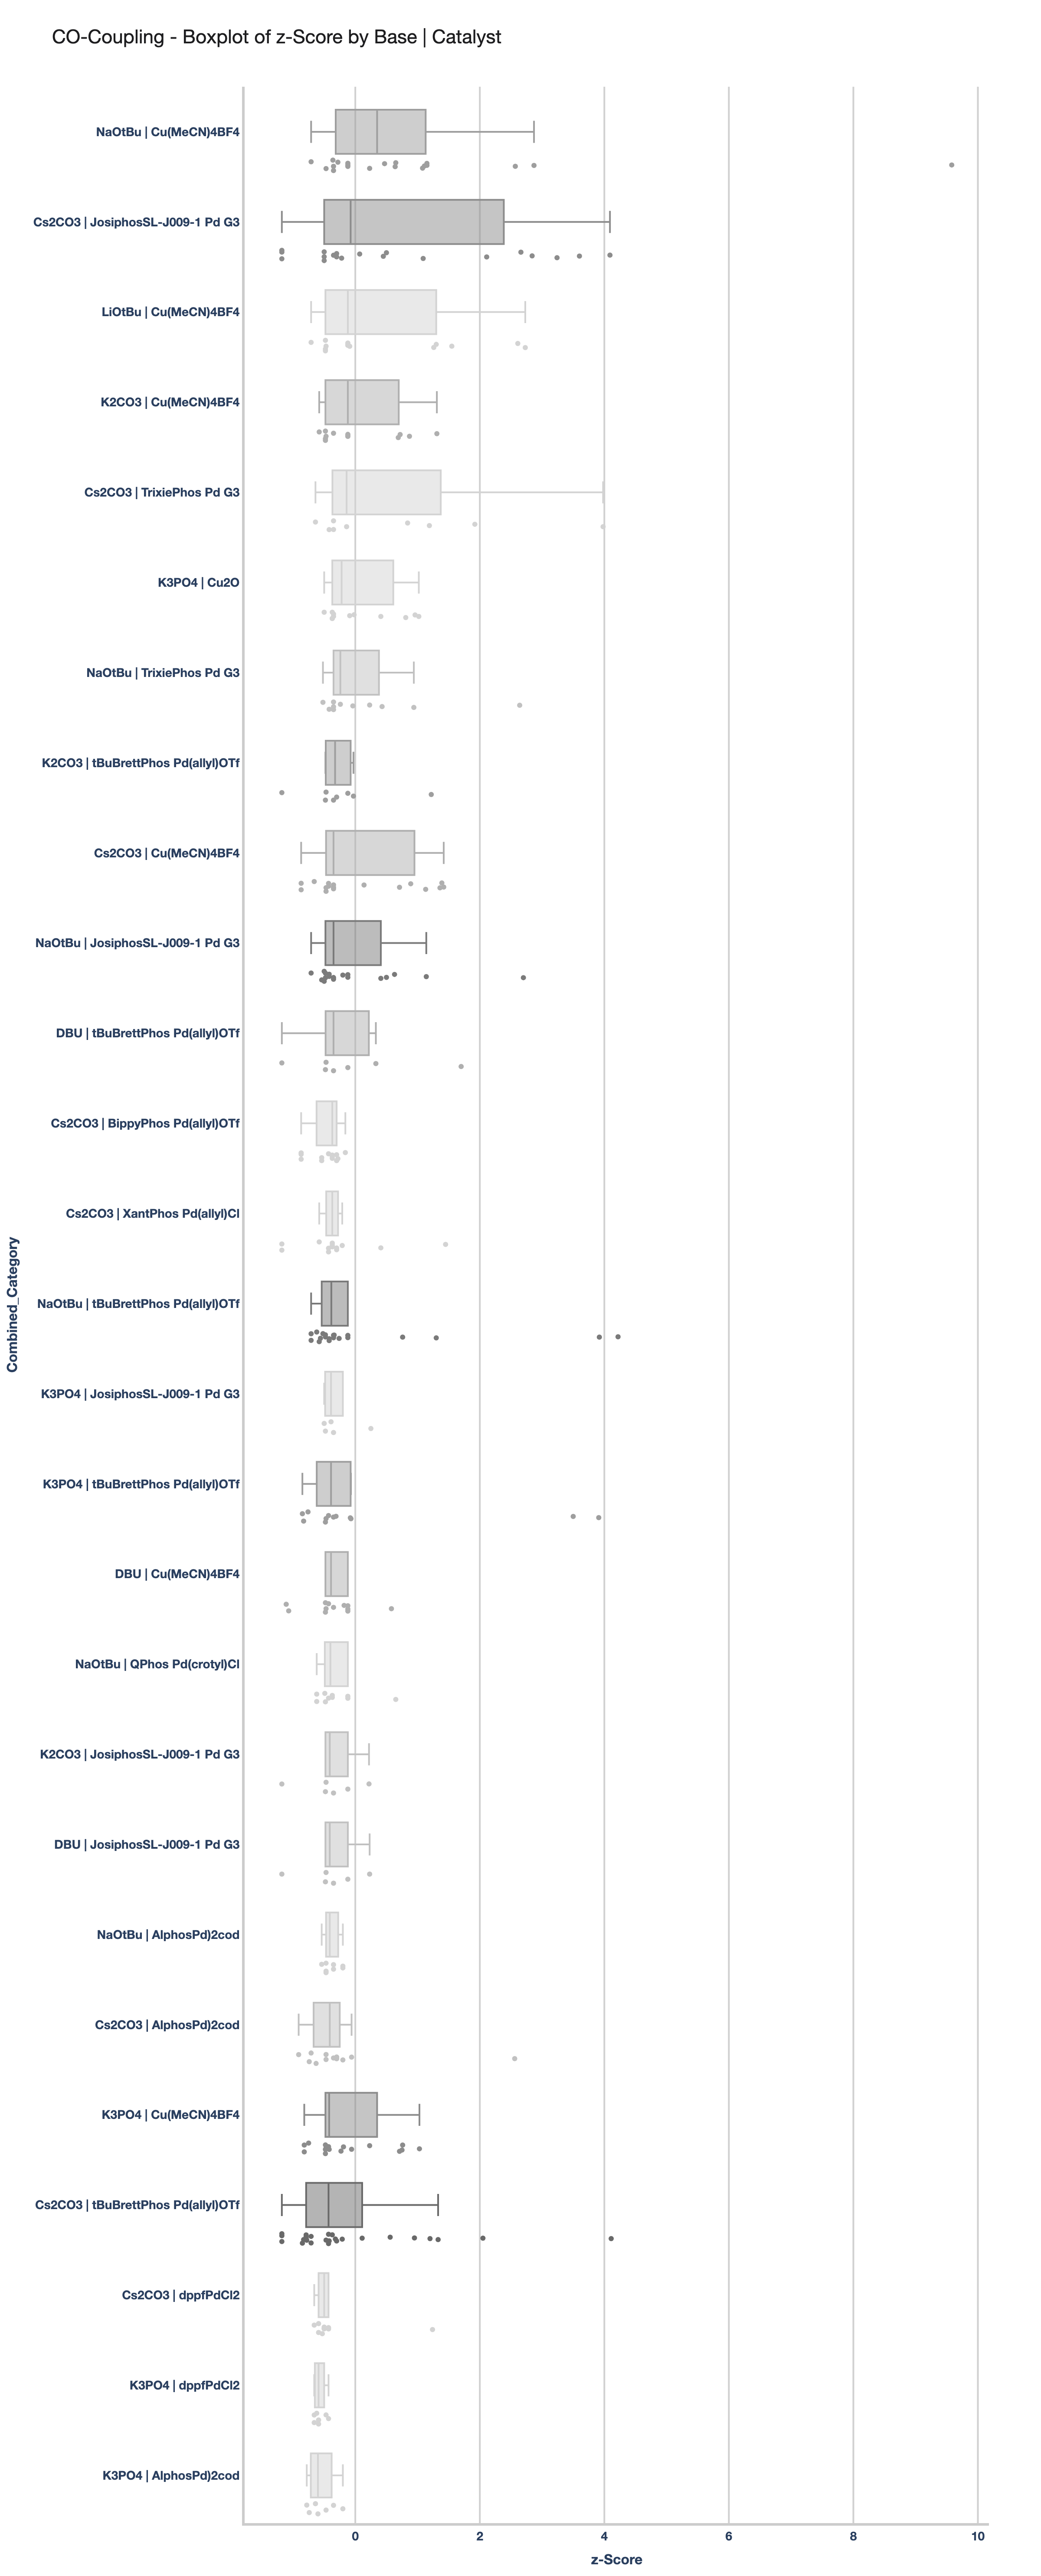 CO-Coupling - Boxplot of z-Score by Base | Catalyst
NaOtBu | Cu(MeCN)4BF4
Cs2CO3 | JosiphosSL-J009-1 Pd G3
LiOtBu | Cu(MeCN)4BF4
K2CO3 | Cu(MeCN)4BF4
Cs2CO3 | TrixiePhos Pd G3
K3PO4 | Cu2O
NaOtBu | TrixiePhos Pd G3
K2CO3 | tBuBrettPhos Pd(allyl)OTf
Cs2CO3 | Cu(MeCN)4BF4
NaOtBu | JosiphosSL-J009-1 Pd G3
DBU | tBuBrettPhos Pd(allyl)OTf
Cs2CO3 | BippyPhos Pd(allyl)OTf
Cs2CO3 | XantPhos Pd(allyl)Cl
NaOtBu | tBuBrettPhos Pd(allyl)OTf
K3PO4 | JosiphosSL-J009-1 Pd G3
K3PO4 | tBuBrettPhos Pd(allyl)OTf
DBU | Cu(MeCN)4BF4
NaOtBu | QPhos Pd(crotyl)Cl
K2CO3 | JosiphosSL-J009-1 Pd G3
DBU | JosiphosSL-J009-1 Pd G3
NaOtBu | AlphosPd)2cod
Cs2CO3 | AlphosPd)2cod
K3PO4 | Cu(MeCN)4BF4
Cs2CO3 | tBuBrettPhos Pd(allyl)OTf
Cs2CO3 | dppfPdCl2
K3PO4 | dppfPdCl2
K3PO4 | AlphosPd)2cod
Combined_Category
0 2 4 6 8 10
z-Score